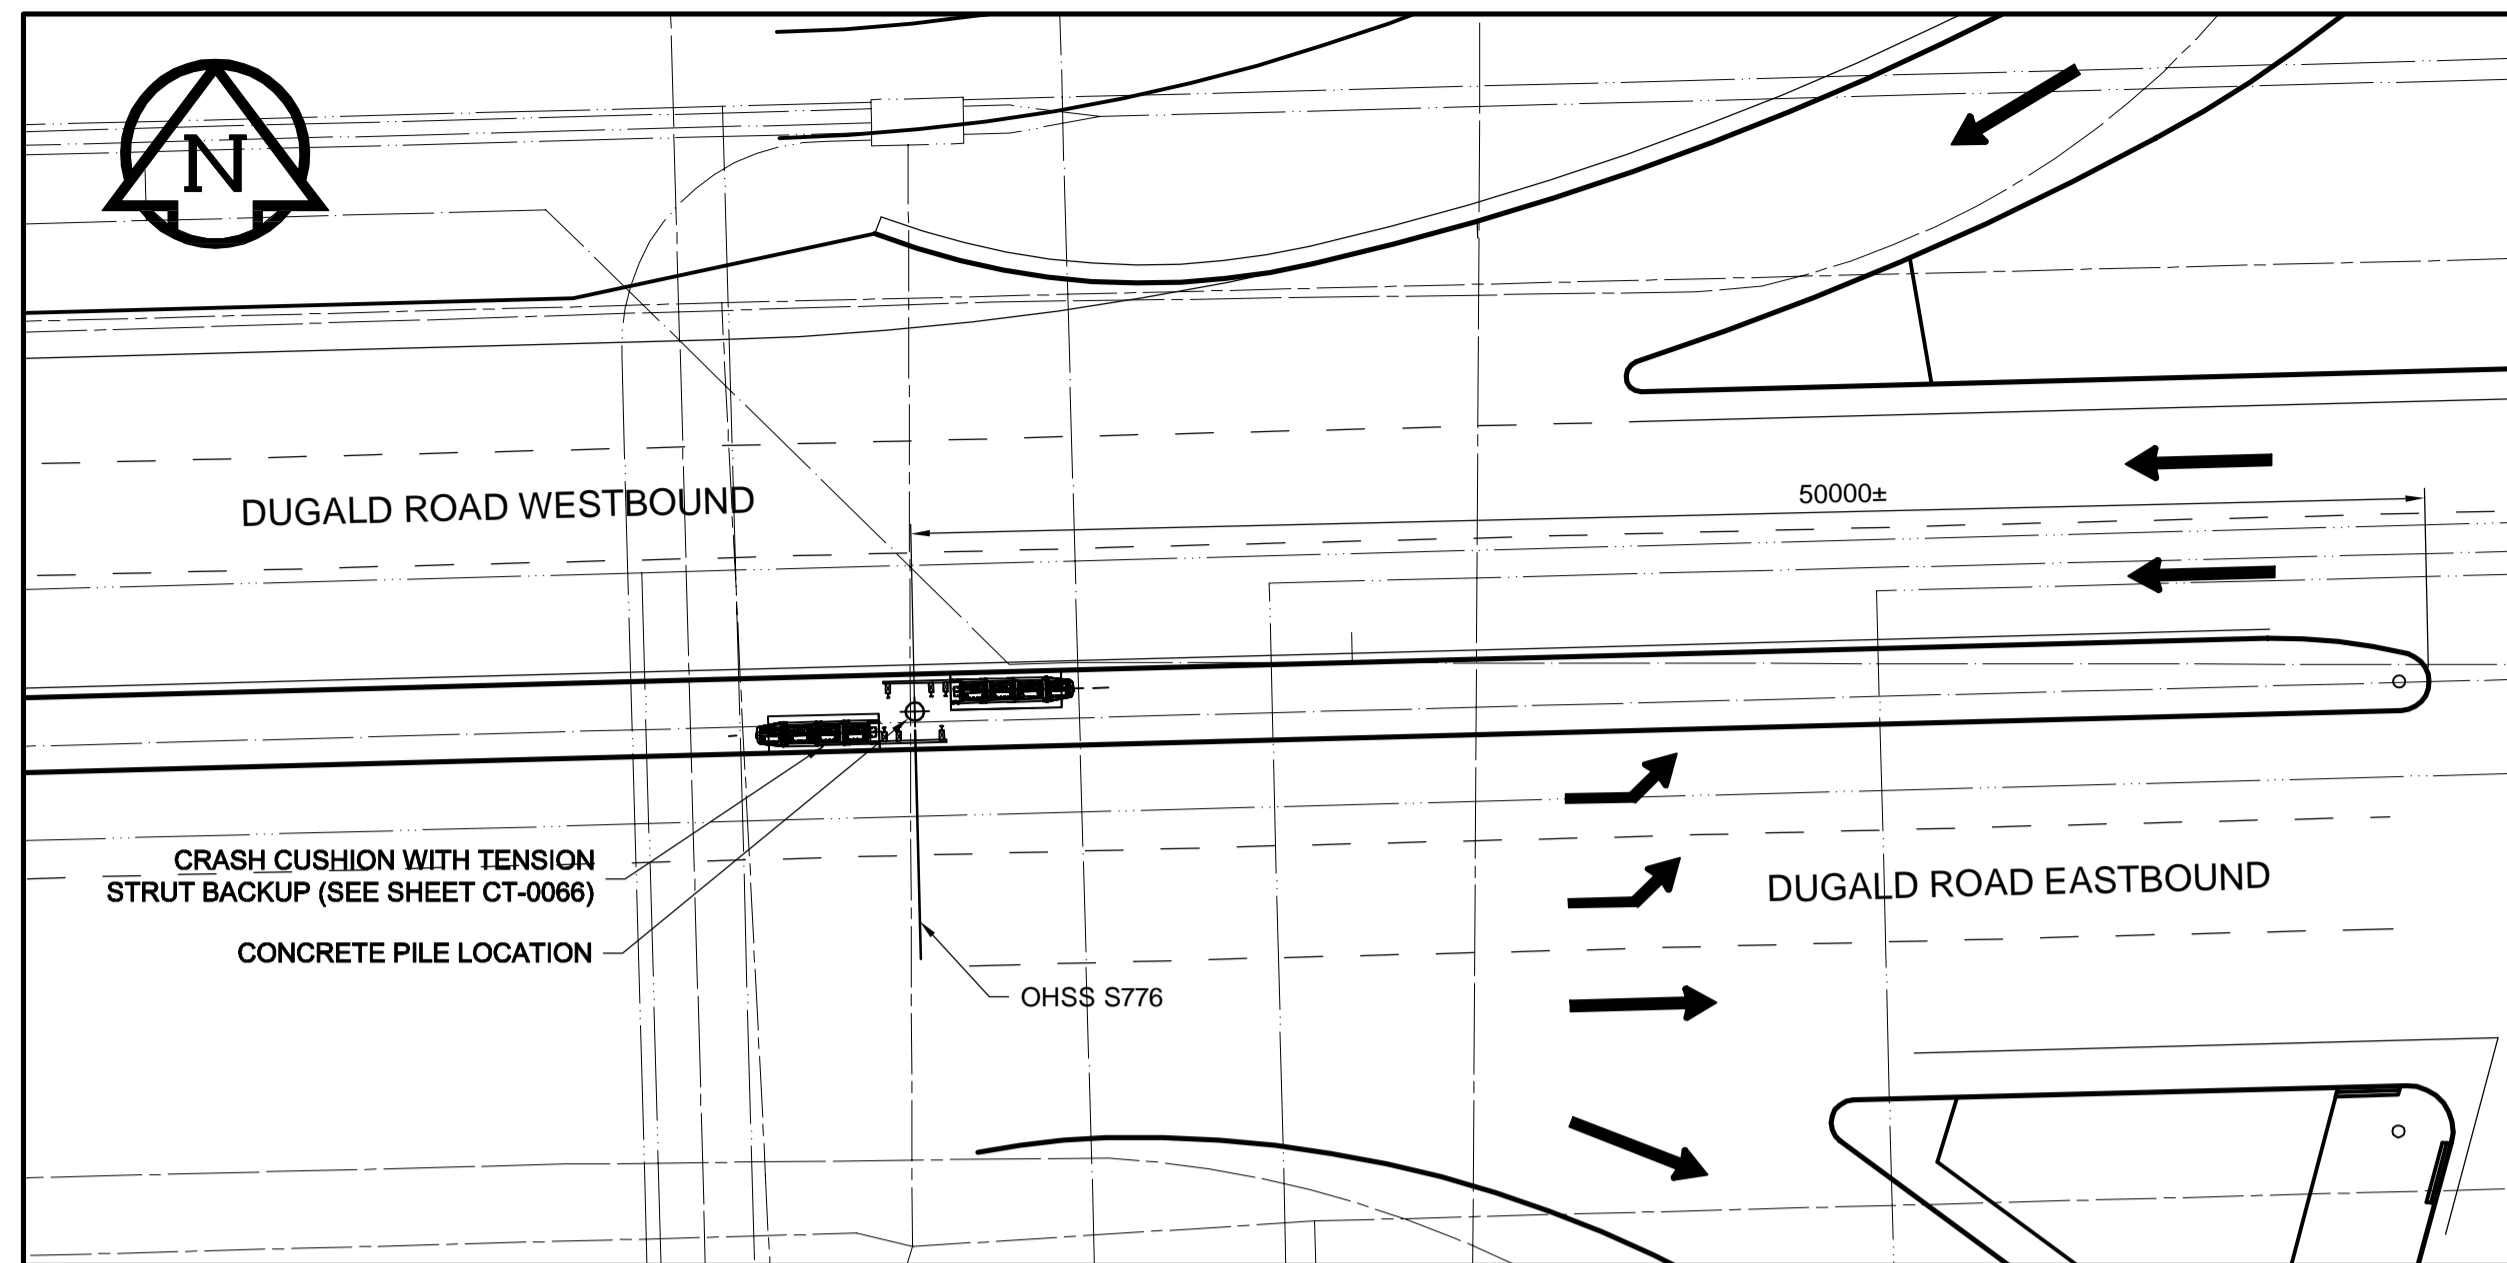 N
DUGALD ROAD WESTBOUND
50000±
CRASH CUSHION WITH TENSION
STRUT BACKUP (SEE SHEET CT-0066)
DUGALD ROAD EASTBOUND
CONCRETE PILE LOCATION
OHSS S776